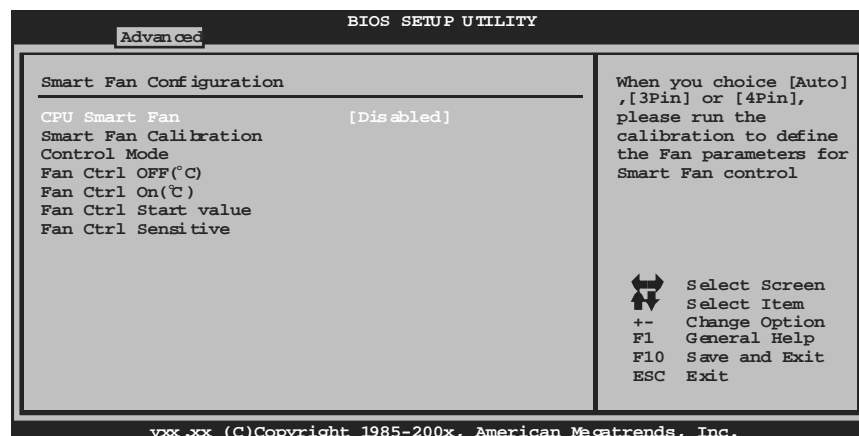 BIOS SETUP UTILITY
Advanced
Smart Fan Configuration
CPU Smart Fan [Disabled]
Smart Fan Calibration
Control Mode
Fan Ctrl OFF(°C)
Fan Ctrl On(°C)
Fan Ctrl Start value
Fan Ctrl Sensitive
When you choice [Auto]
,[3Pin] or [4Pin],
please run the
calibration to define
the Fan parameters for
Smart Fan control
Select Screen
Select Item
+- Change Option
F1 General Help
F10 Save and Exit
ESC Exit
vxx.xx (C)Copyright 1985-200x, American Megatrends, Inc.